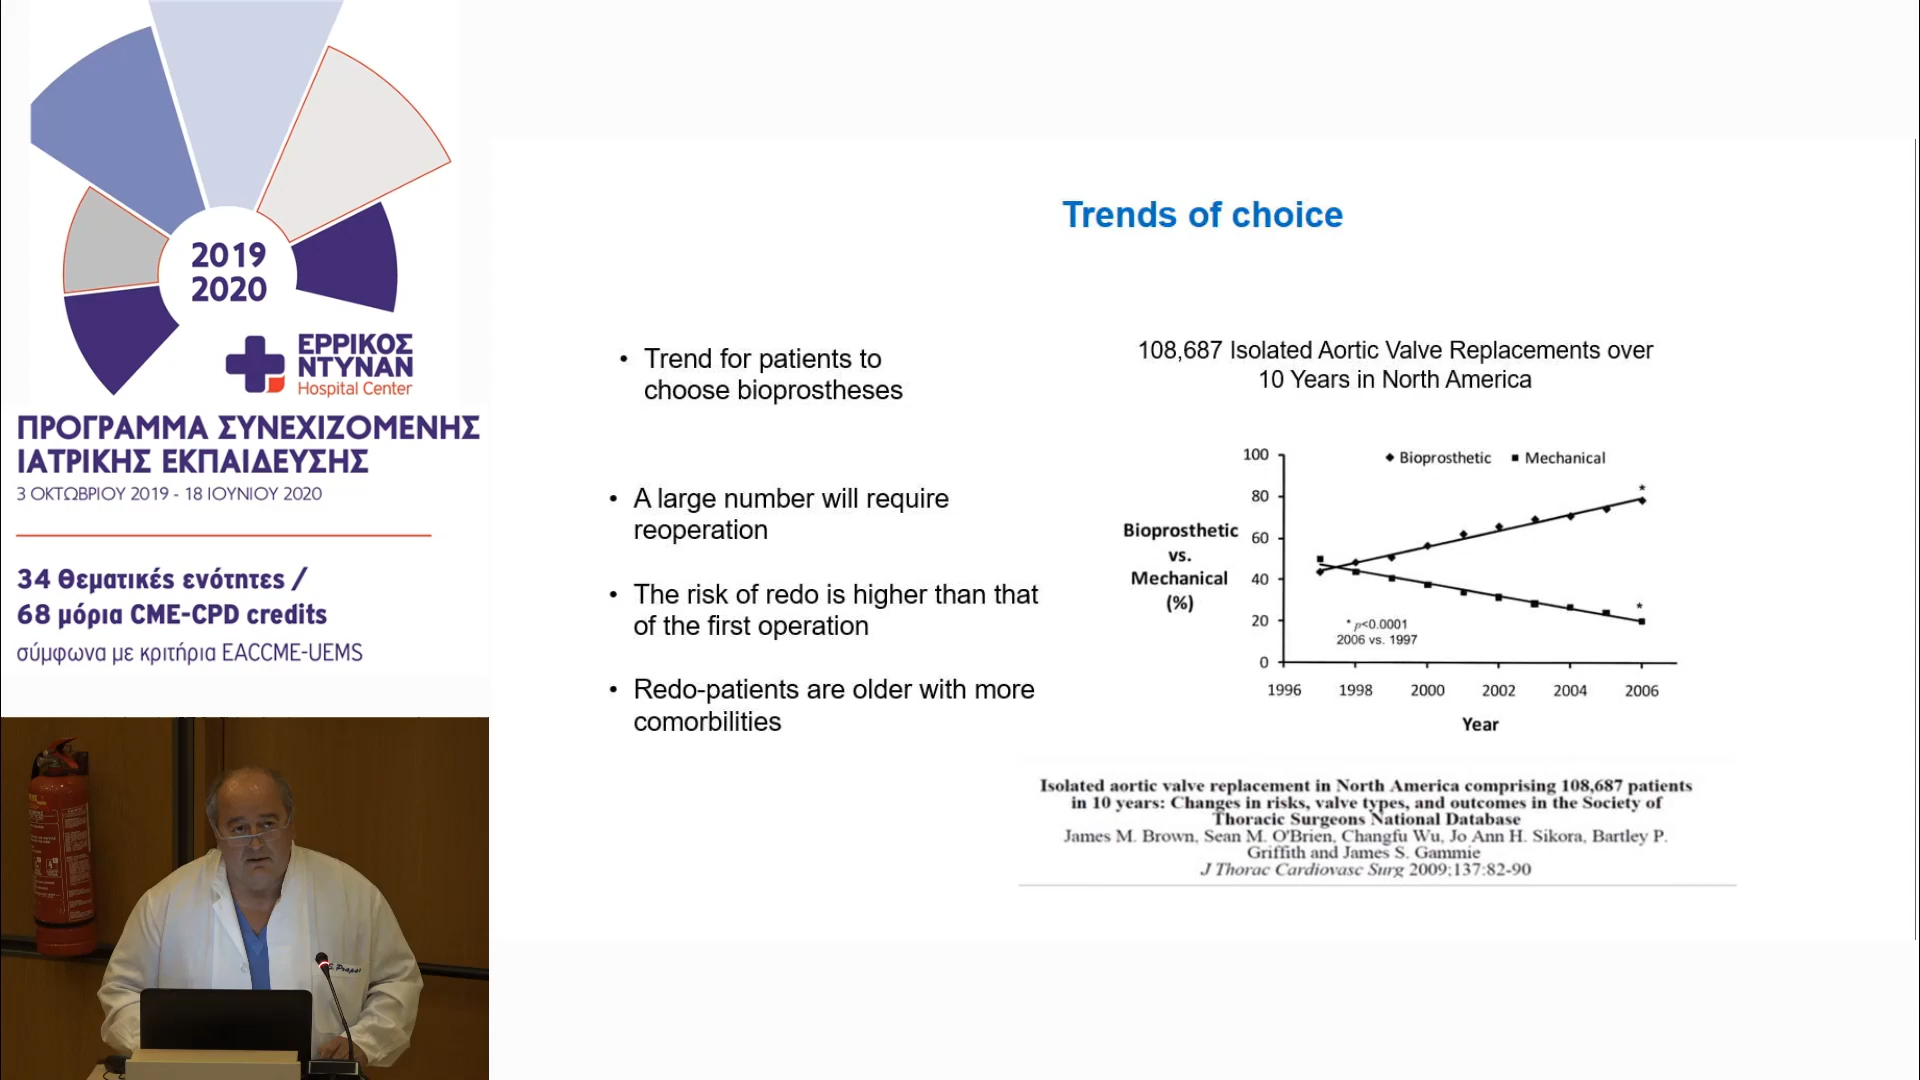 2019
2020
ΕΡΡΙΚΟΣ
ΝΤΥΝΑΝ
Hospital Center
ΠΡΟΓΡΑΜΜΑ ΣΥΝΕΧΙΖΟΜΕΝΗΣ
ΙΑΤΡΙΚΗΣ ΕΚΠΑΙΔΕΥΣΗΣ
3 ΟΚΤΩΒΡΙΟΥ 2019 - 18 ΙΟΥΝΙΟΥ 2020
34 θεματικές ενότητες /
68 μόρια CME-CPD credits
σύμφωνα με κριτήρια EACCME-UEMS
Trends of choice
• Trend for patients to
choose bioprostheses
• A large number will require
reoperation
• The risk of redo is higher than that
of the first operation
• Redo-patients are older with more
comorbilities
108,687 Isolated Aortic Valve Replacements over
10 Years in North America
Bioprosthetic Mechanical
Bioprosthetic
vs.
Mechanical
(%)
100
80
60
40
20
0
*
*
* p<0.0001
2006 vs. 1997
1996 1998 2000 2002 2004 2006
Year
Isolated aortic valve replacement in North America comprising 108,687 patients
in 10 years: Changes in risks, valve types, and outcomes in the Society of
Thoracic Surgeons National Database
James M. Brown, Sean M. O'Brien, Changfu Wu, Jo Ann H. Sikora, Bartley P.
Griffith and James S. Gammie
J Thorac Cardiovasc Surg 2009;137:82-90